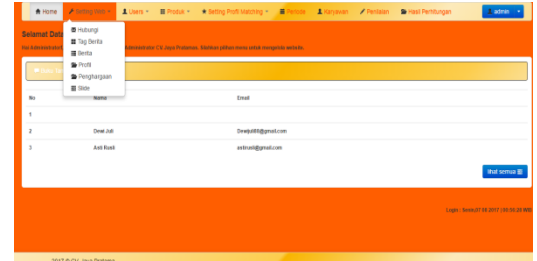 Home Setting Web Users Produk Setting Profil Matching Periode Karyawan Penilaian Hasil Perhitungan admin
Selamat Data
Hubungi
Tag Berita
Berita
Profil
Penghargaan
Slide
Administrator CV Jaya Pratama. Silahkan pilihan menu untuk mengelola website.
No Nama Email
1
2 Dewi Juli Dewijuli88@gmail.com
3 Asti Rusli astirusli@gmail.com
lihat semua
Login :
2017 © CV. Jaya Pratama